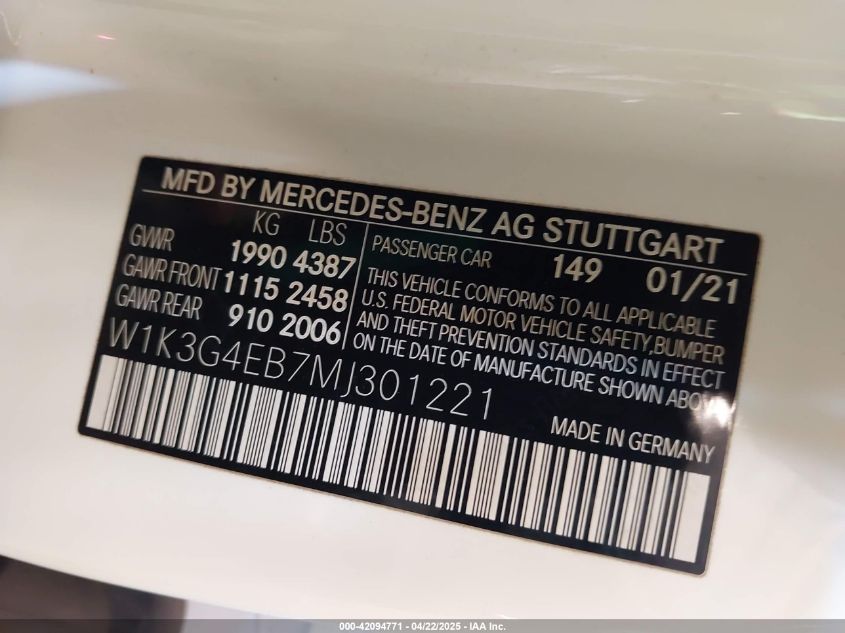 MFD BY MERCEDES-BENZ AG STUTTGART
KG LBS
GVWR 1990 4387
GAWR FRONT 1115 2458
GAWR REAR 910 2006
PASSENGER CAR 149 01/21
THIS VEHICLE CONFORMS TO ALL APPLICABLE
U.S. FEDERAL MOTOR VEHICLE SAFETY,BUMPER
AND THEFT PREVENTION STANDARDS IN EFFECT
ON THE DATE OF MANUFACTURE SHOWN ABOVE
W1K3G4EB7MJ301221
MADE IN GERMANY
000-42094771 - 04/22/2025 - IAA Inc.